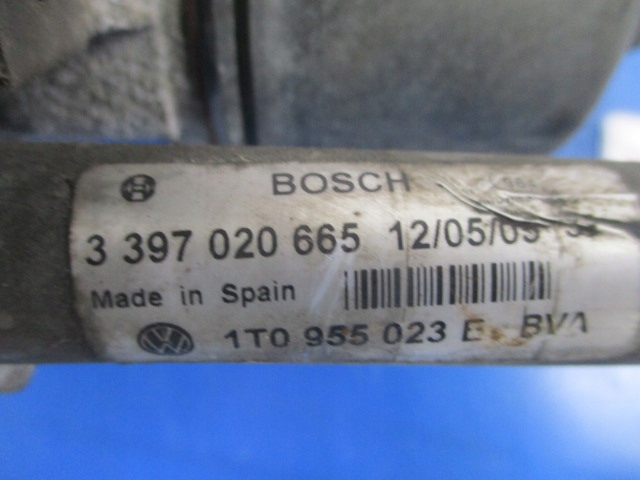 BOSCH
3 397 020 665 12/05/09
Made in Spain
1T0 955 023 E BVA